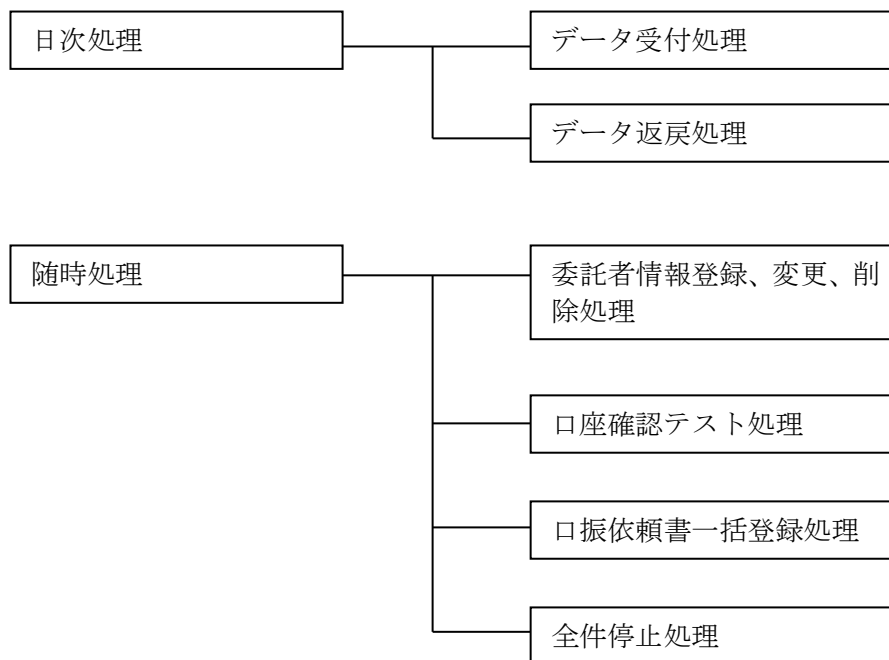 日次処理
データ受付処理
データ返戻処理
随時処理
委託者情報登録、変更、削
除処理
口座確認テスト処理
口振依頼書一括登録処理
全件停止処理